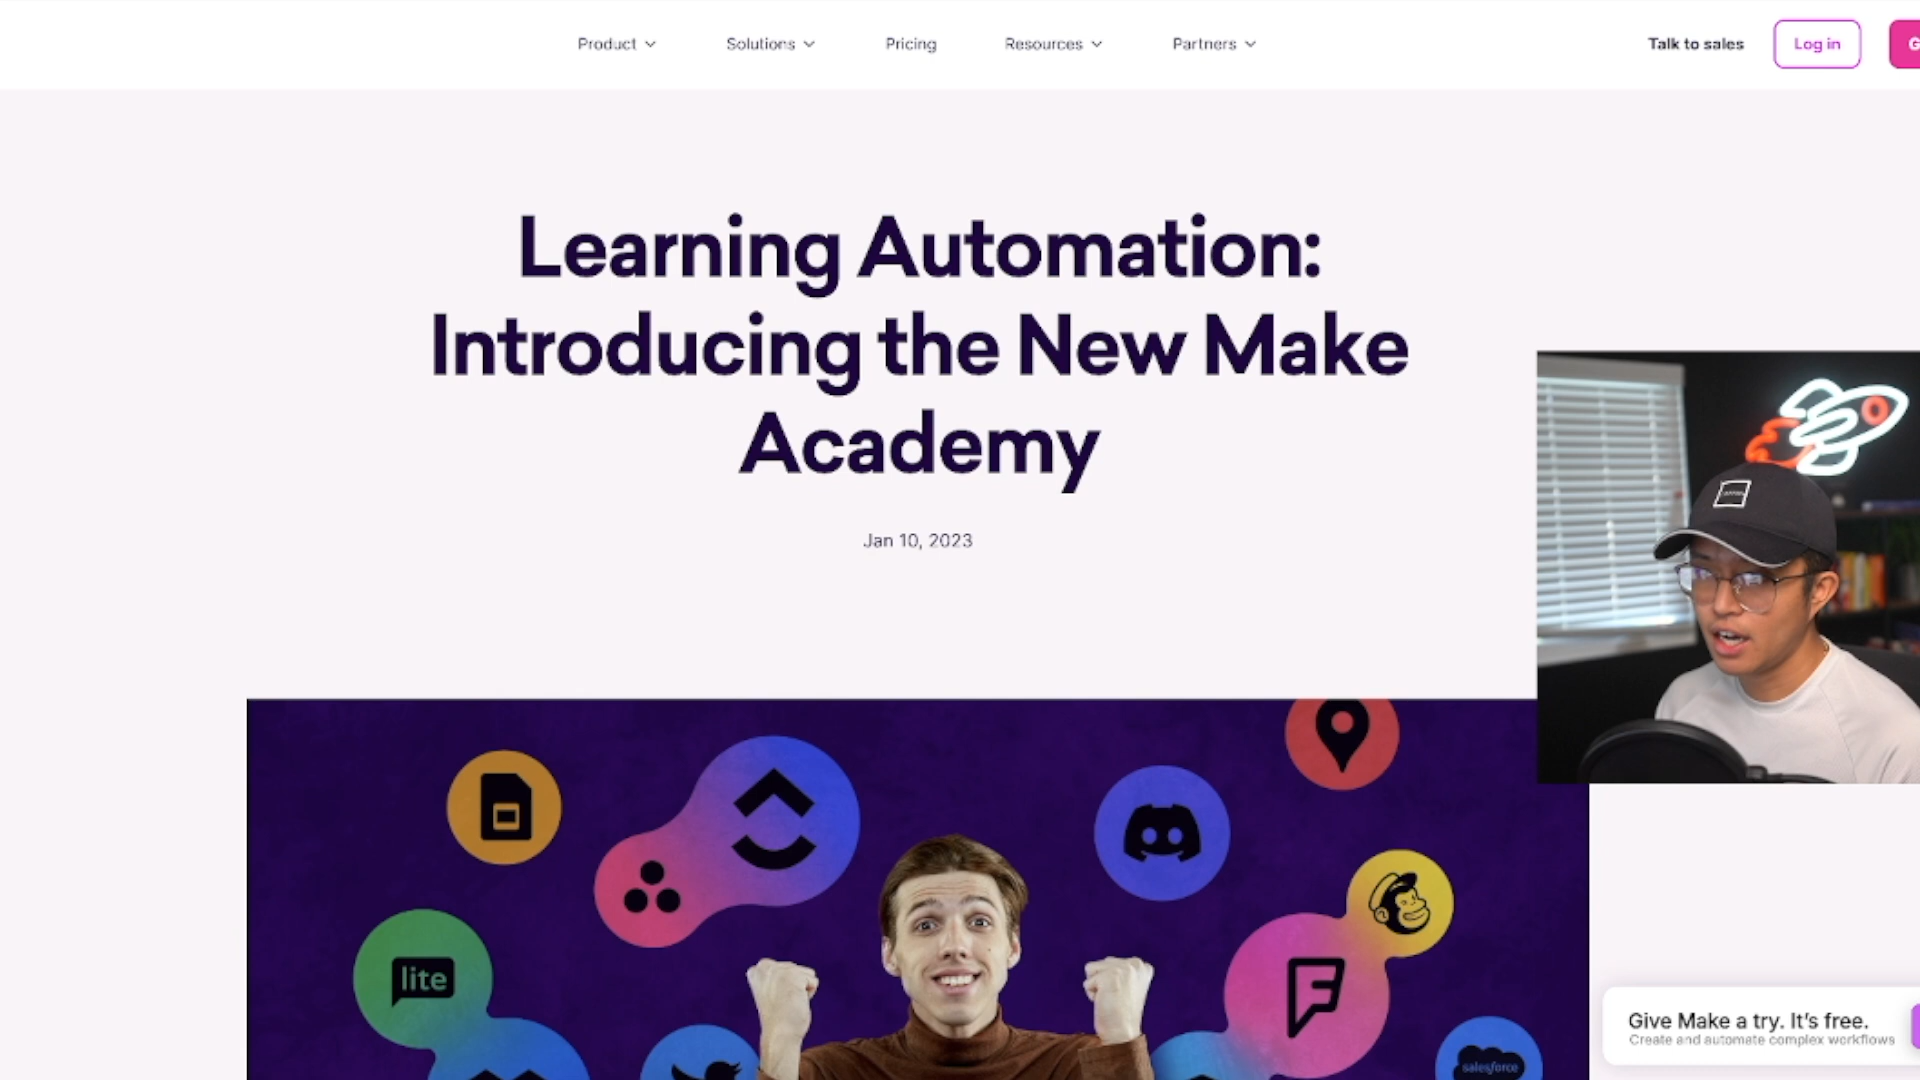 Product
Solutions
Pricing
Resources
Partners
Talk to sales
Log in
G
Learning Automation:
Introducing the New Make
Academy
Jan 10, 2023
lite
salesforce
Give Make a try. It's free.
Create and automate complex workflows